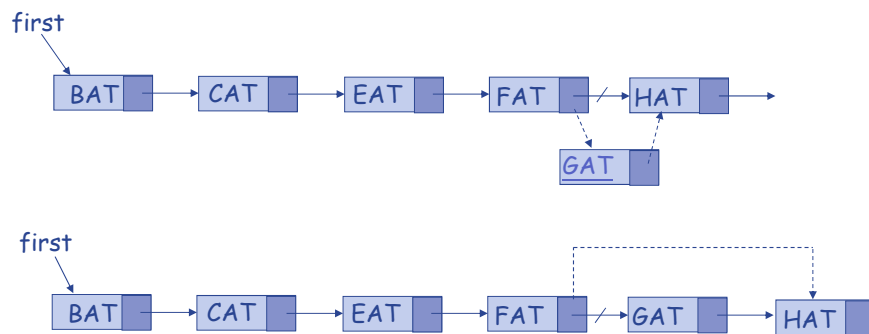 first
BAT CAT EAT FAT HAT
GAT
first
BAT CAT EAT FAT GAT HAT